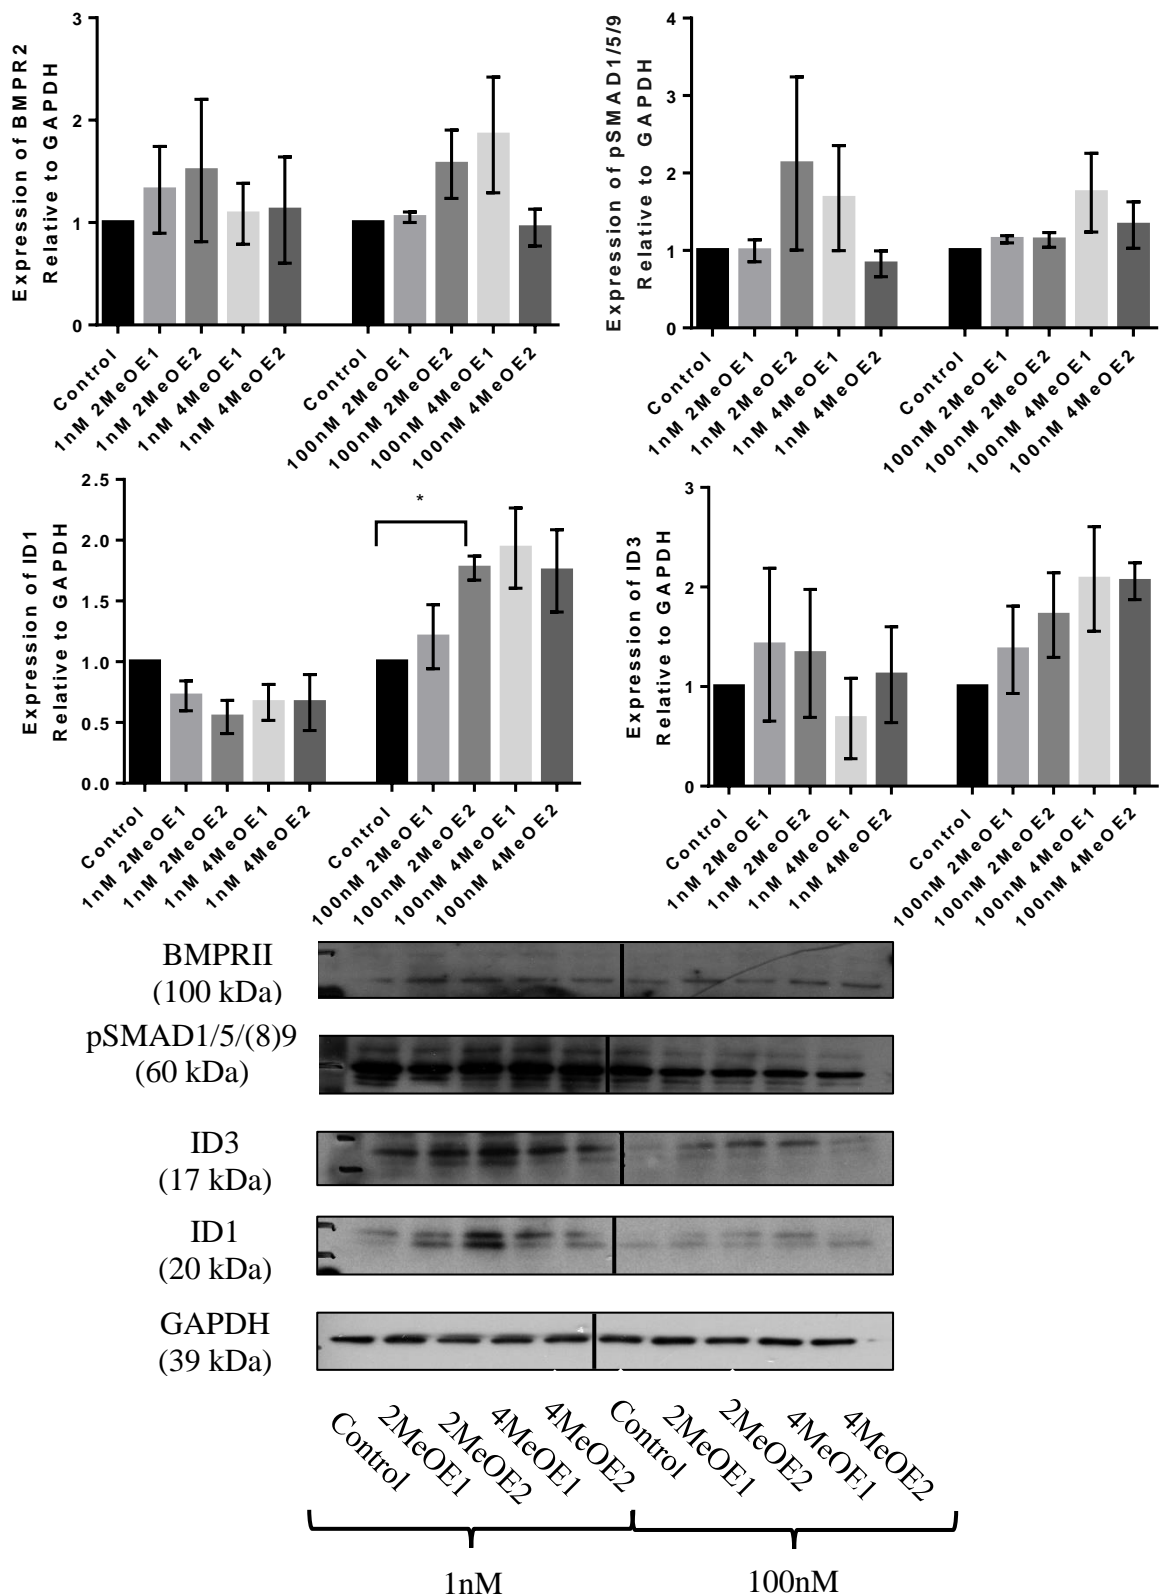 Expression of BMPR2
Relative to GAPDH
3
2
1
0
Control
1nM 2MeOE1
1nM 2MeOE2
1nM 4MeOE1
1nM 4MeOE2
Control
100nM 2MeOE1
100nM 2MeOE2
100nM 4MeOE1
100nM 4MeOE2
Expression of pSMAD1/5/9
Relative to GAPDH
4
3
2
1
0
Control
1nM 2MeOE1
1nM 2MeOE2
1nM 4MeOE1
1nM 4MeOE2
Control
100nM 2MeOE1
100nM 2MeOE2
100nM 4MeOE1
100nM 4MeOE2
Expression of ID1
Relative to GAPDH
2.5
2.0
1.5
1.0
0.5
0.0
*
Control
1nM 2MeOE1
1nM 2MeOE2
1nM 4MeOE1
1nM 4MeOE2
Control
100nM 2MeOE1
100nM 2MeOE2
100nM 4MeOE1
100nM 4MeOE2
Expression of ID3
Relative to GAPDH
3
2
1
0
Control
1nM 2MeOE1
1nM 2MeOE2
1nM 4MeOE1
1nM 4MeOE2
Control
100nM 2MeOE1
100nM 2MeOE2
100nM 4MeOE1
100nM 4MeOE2
BMPRII
(100 kDa)
pSMAD1/5/(8)9
(60 kDa)
ID3
(17 kDa)
ID1
(20 kDa)
GAPDH
(39 kDa)
Control
2MeOE1
2MeOE2
4MeOE1
4MeOE2
Control
2MeOE1
2MeOE2
4MeOE1
4MeOE2
1nM
100nM